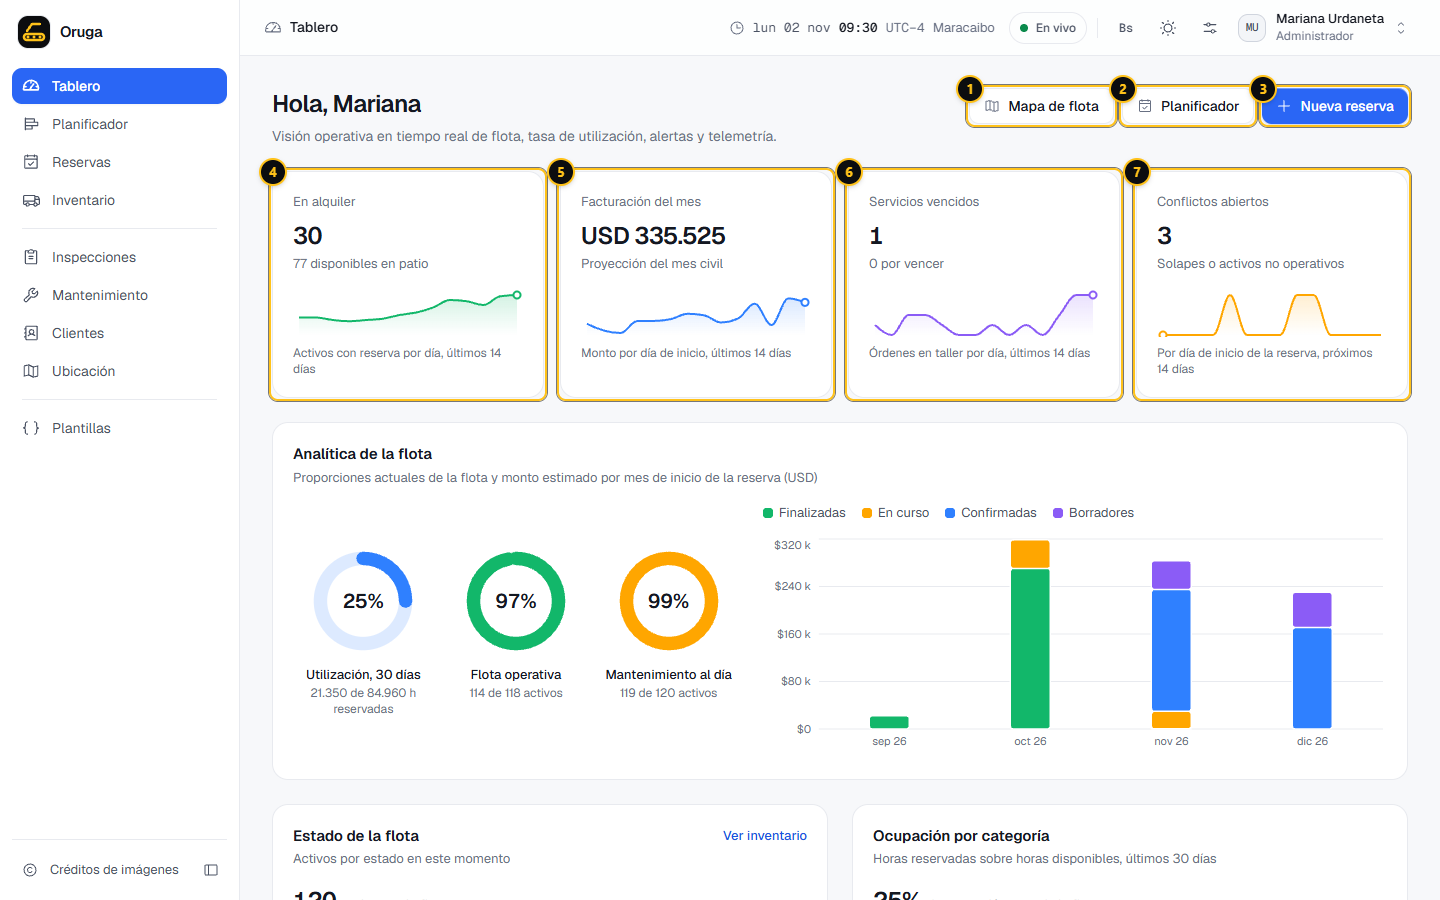 Oruga
Tablero
Planificador
Reservas
Inventario
Inspecciones
Mantenimiento
Clientes
Ubicación
Plantillas
Créditos de imágenes
Tablero
lun 02 nov 09:30 UTC-4 Maracaibo
En vivo
Bs
MU
Mariana Urdaneta
Administrador
Hola, Mariana
Visión operativa en tiempo real de flota, tasa de utilización, alertas y telemetría.
1 Mapa de flota
2 Planificador
3 Nueva reserva
4
En alquiler
30
77 disponibles en patio
Activos con reserva por día, últimos 14
días
5
Facturación del mes
USD 335.525
Proyección del mes civil
Monto por día de inicio, últimos 14 días
6
Servicios vencidos
1
0 por vencer
Órdenes en taller por día, últimos 14 días
7
Conflictos abiertos
3
Solapes o activos no operativos
Por día de inicio de la reserva, próximos
14 días
Analítica de la flota
Proporciones actuales de la flota y monto estimado por mes de inicio de la reserva (USD)
25%
Utilización, 30 días
21.350 de 84.960 h
reservadas
97%
Flota operativa
114 de 118 activos
99%
Mantenimiento al día
119 de 120 activos
Finalizadas En curso Confirmadas Borradores
$320 k
$240 k
$160 k
$80 k
$0
sep 26 oct 26 nov 26 dic 26
Estado de la flota
Ver inventario
Activos por estado en este momento
120
Ocupación por categoría
Horas reservadas sobre horas disponibles, últimos 30 días
25%